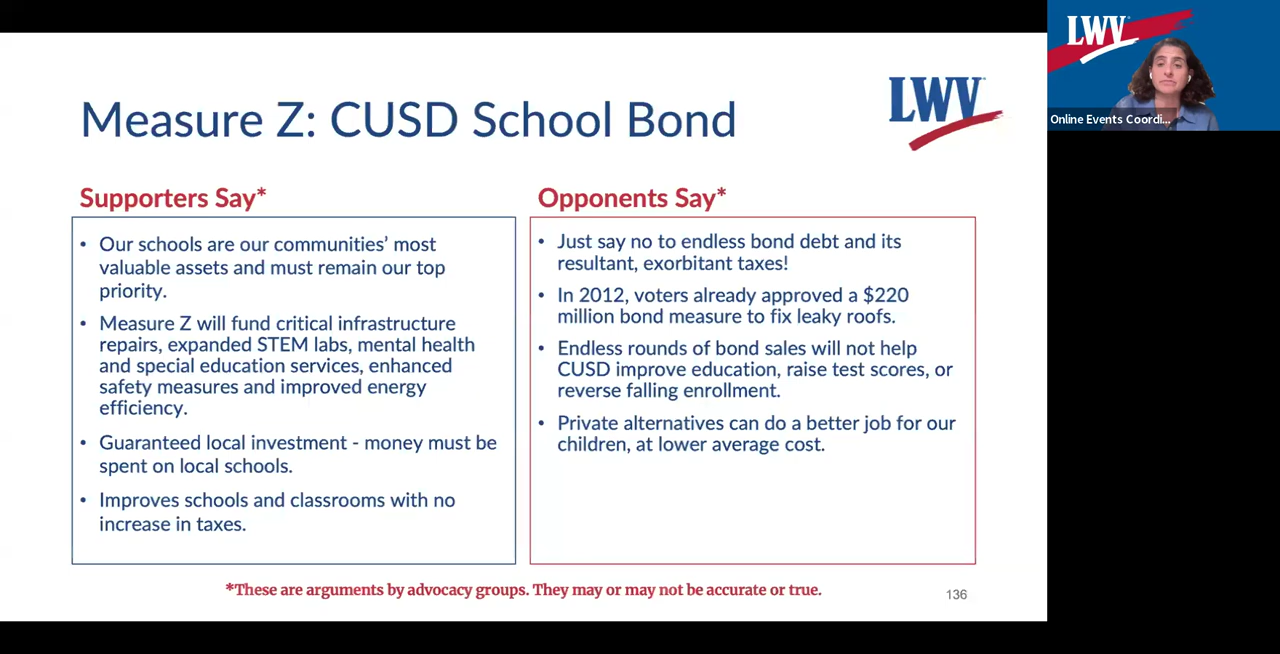 Measure Z: CUSD School Bond
LWV
Supporters Say*
• Our schools are our communities’ most
valuable assets and must remain our top
priority.
• Measure Z will fund critical infrastructure
repairs, expanded STEM labs, mental health
and special education services, enhanced
safety measures and improved energy
efficiency.
• Guaranteed local investment - money must be
spent on local schools.
• Improves schools and classrooms with no
increase in taxes.
Opponents Say*
• Just say no to endless bond debt and its
resultant, exorbitant taxes!
• In 2012, voters already approved a $220
million bond measure to fix leaky roofs.
• Endless rounds of bond sales will not help
CUSD improve education, raise test scores, or
reverse falling enrollment.
• Private alternatives can do a better job for our
children, at lower average cost.
*These are arguments by advocacy groups. They may or may not be accurate or true.
136
LWV
Online Events Coordi...